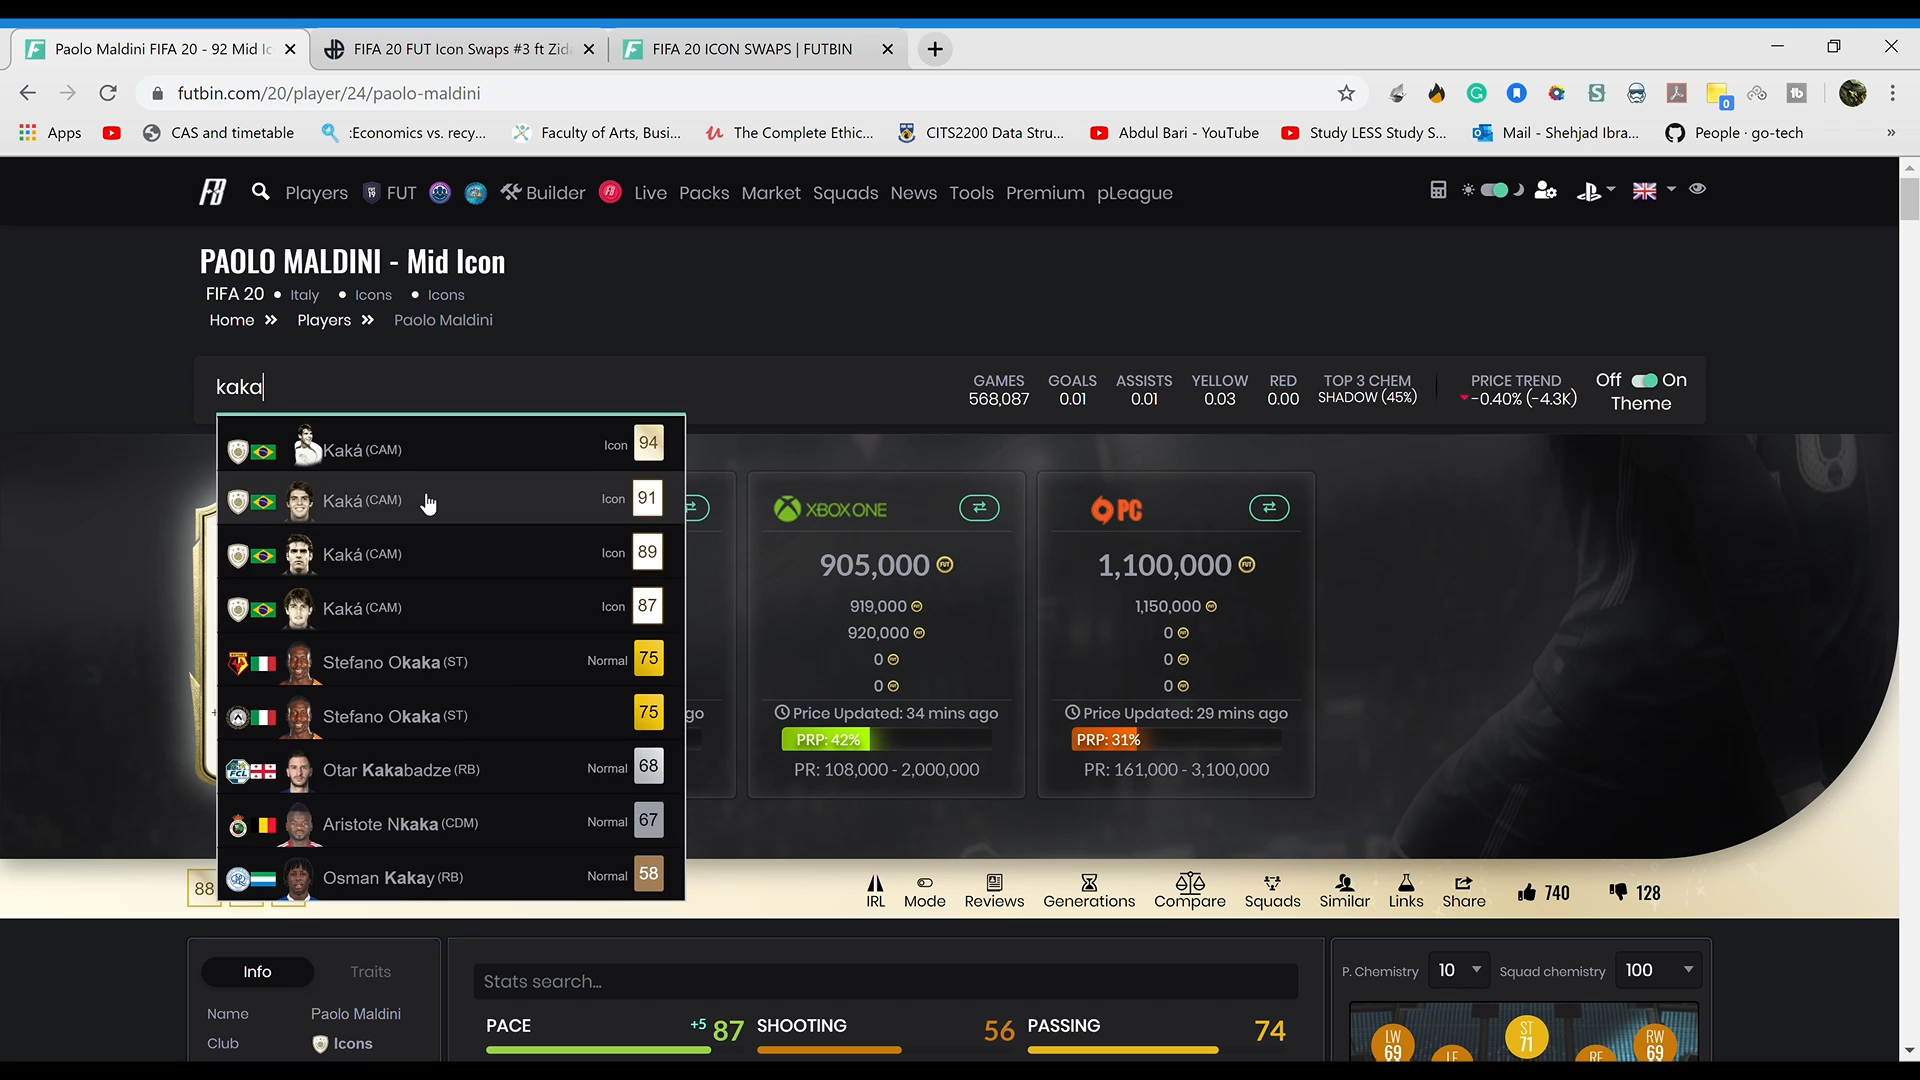 Paolo Maldini FIFA 20 - 92 Mid Ic
FIFA 20 FUT Icon Swaps #3 ft Zid
FIFA 20 ICON SWAPS | FUTBIN
futbin.com/20/player/24/paolo-maldini
0
Apps
CAS and timetable
:Economics vs. recy...
Faculty of Arts, Busi...
The Complete Ethic...
CITS2200 Data Stru...
Abdul Bari - YouTube
Study LESS Study S...
Mail - Shehjad Ibra...
People · go-tech
»
Players
FUT
Builder
Live
Packs
Market
Squads
News
Tools
Premium
pLeague
PAOLO MALDINI - Mid Icon
FIFA 20 • Italy • Icons • Icons
Home » Players » Paolo Maldini
kaka
GAMES
568,087
GOALS
0.01
ASSISTS
0.01
YELLOW
0.03
RED
0.00
TOP 3 CHEM
SHADOW (45%)
PRICE TREND
-0.40% (-4.3K)
Off On
Theme
Kaká (CAM) Icon 94
Kaká (CAM) Icon 91
Kaká (CAM) Icon 89
Kaká (CAM) Icon 87
Stefano Okaka (ST) Normal 75
Stefano Okaka (ST) Normal 75
Otar Kakabadze (RB) Normal 68
Aristote Nkaka (CDM) Normal 67
Osman Kakay (RB) Normal 58
go
XBOX ONE
905,000
919,000
920,000
0
0
Price Updated: 34 mins ago
PRP: 42%
PR: 108,000 - 2,000,000
PC
1,100,000
1,150,000
0
0
0
Price Updated: 29 mins ago
PRP: 31%
PR: 161,000 - 3,100,000
88
IRL
Mode
Reviews
Generations
Compare
Squads
Similar
Links
Share
740
128
Info
Traits
Name Paolo Maldini
Club Icons
Stats search...
PACE +5 87
SHOOTING 56
PASSING 74
P. Chemistry 10
Squad chemistry 100
LW
69
ST
71
RW
69